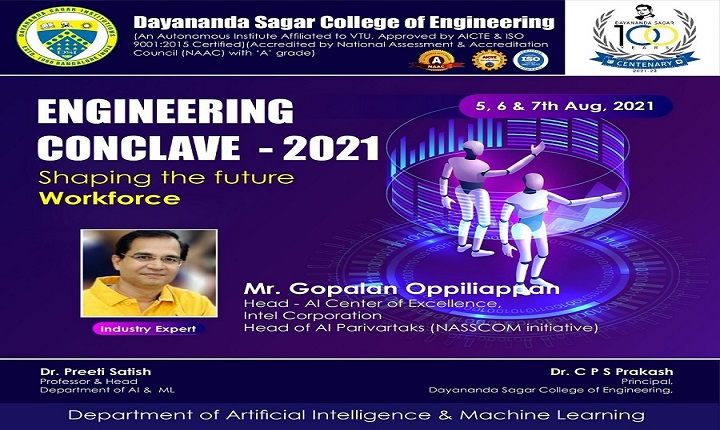 Dayananda Sagar College of Engineering
(An Autonomous Institute Affiliated to VTU, Approved by AICTE & ISO
9001:2015 Certified)(Accredited by National Assessment & Accreditation
Council (NAAC) with 'A' grade)
A
NAAC
ISO
DAYANANDA SAGAR
100
YEARS
CENTENARY
2021-22
ENGINEERING
CONCLAVE - 2021
5, 6 & 7th Aug, 2021
Shaping the future
Workforce
Mr. Gopalan Oppiliappan
Head - AI Center of Excellence,
Intel Corporation
Head of AI Parivartaks (NASSCOM initiative)
Industry Expert
Dr. Preeti Satish
Professor & Head
Department of AI & ML
Dr. C P S Prakash
Principal,
Dayananda Sagar College of Engineering,
Department of Artificial Intelligence & Machine Learning